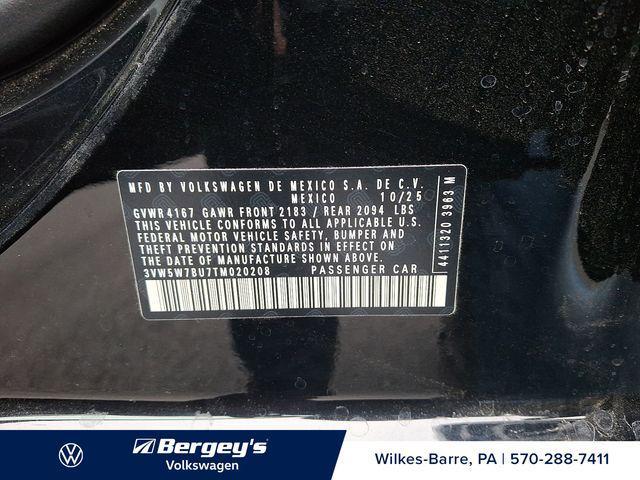 MFD BY VOLKSWAGEN DE MEXICO S.A. DE C.V.
MEXICO 10/25
GVWR 4167 GAWR FRONT 2183 / REAR 2094 LBS
THIS VEHICLE CONFORMS TO ALL APPLICABLE U.S.
FEDERAL MOTOR VEHICLE SAFETY, BUMPER AND
THEFT PREVENTION STANDARDS IN EFFECT ON
THE DATE OF MANUFACTURE SHOWN ABOVE.
3VW5W7BU7TM020208 PASSENGER CAR
4411320 3963 M
Bergey's
Volkswagen
Wilkes-Barre, PA | 570-288-7411